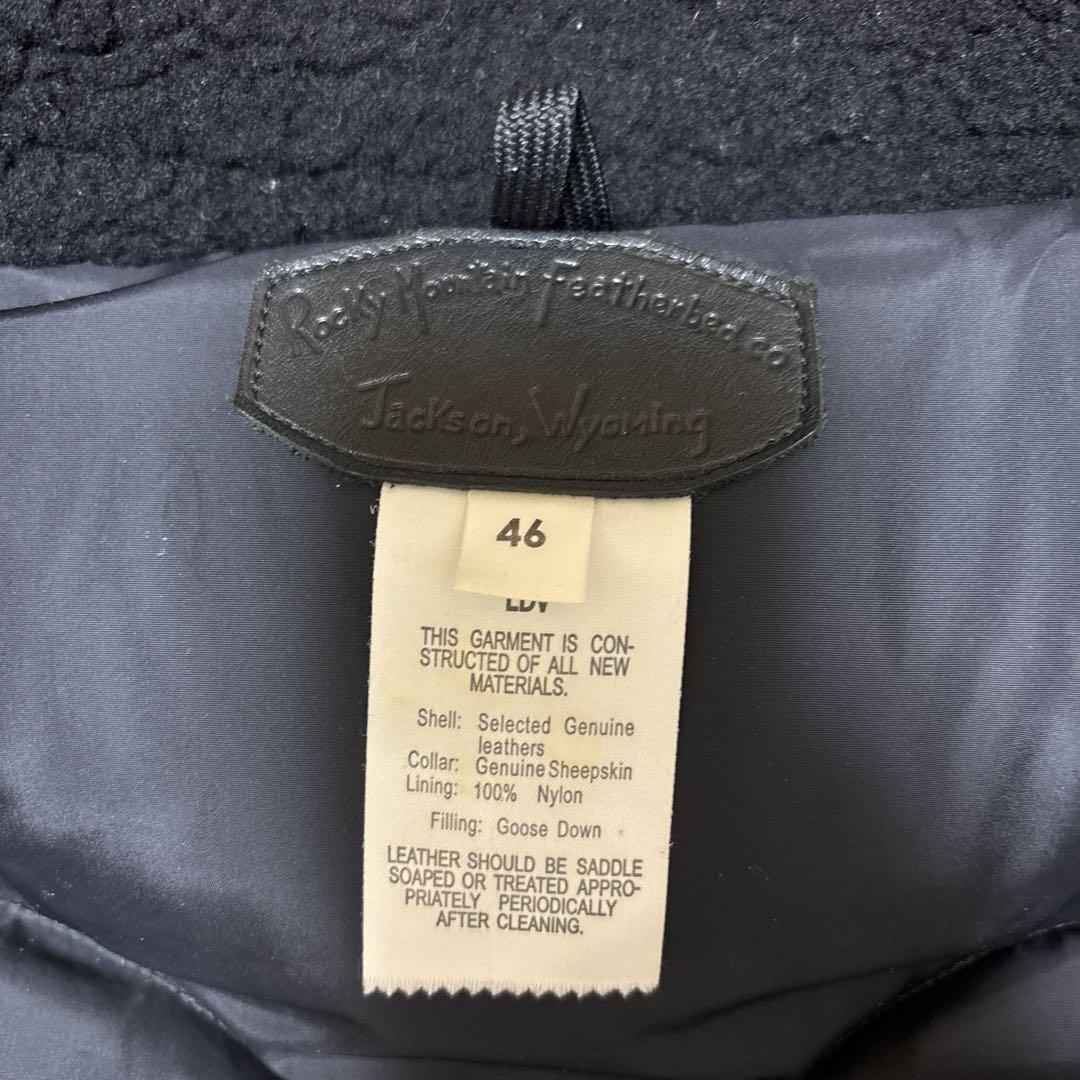 Rocky Mountain Featherbed co
Jackson, Wyoming
46
LDV
THIS GARMENT IS CON-
STRUCTED OF ALL NEW
MATERIALS.
Shell: Selected Genuine
leathers
Collar: Genuine Sheepskin
Lining: 100% Nylon
Filling: Goose Down
LEATHER SHOULD BE SADDLE
SOAPED OR TREATED APPRO-
PRIATELY PERIODICALLY
AFTER CLEANING.